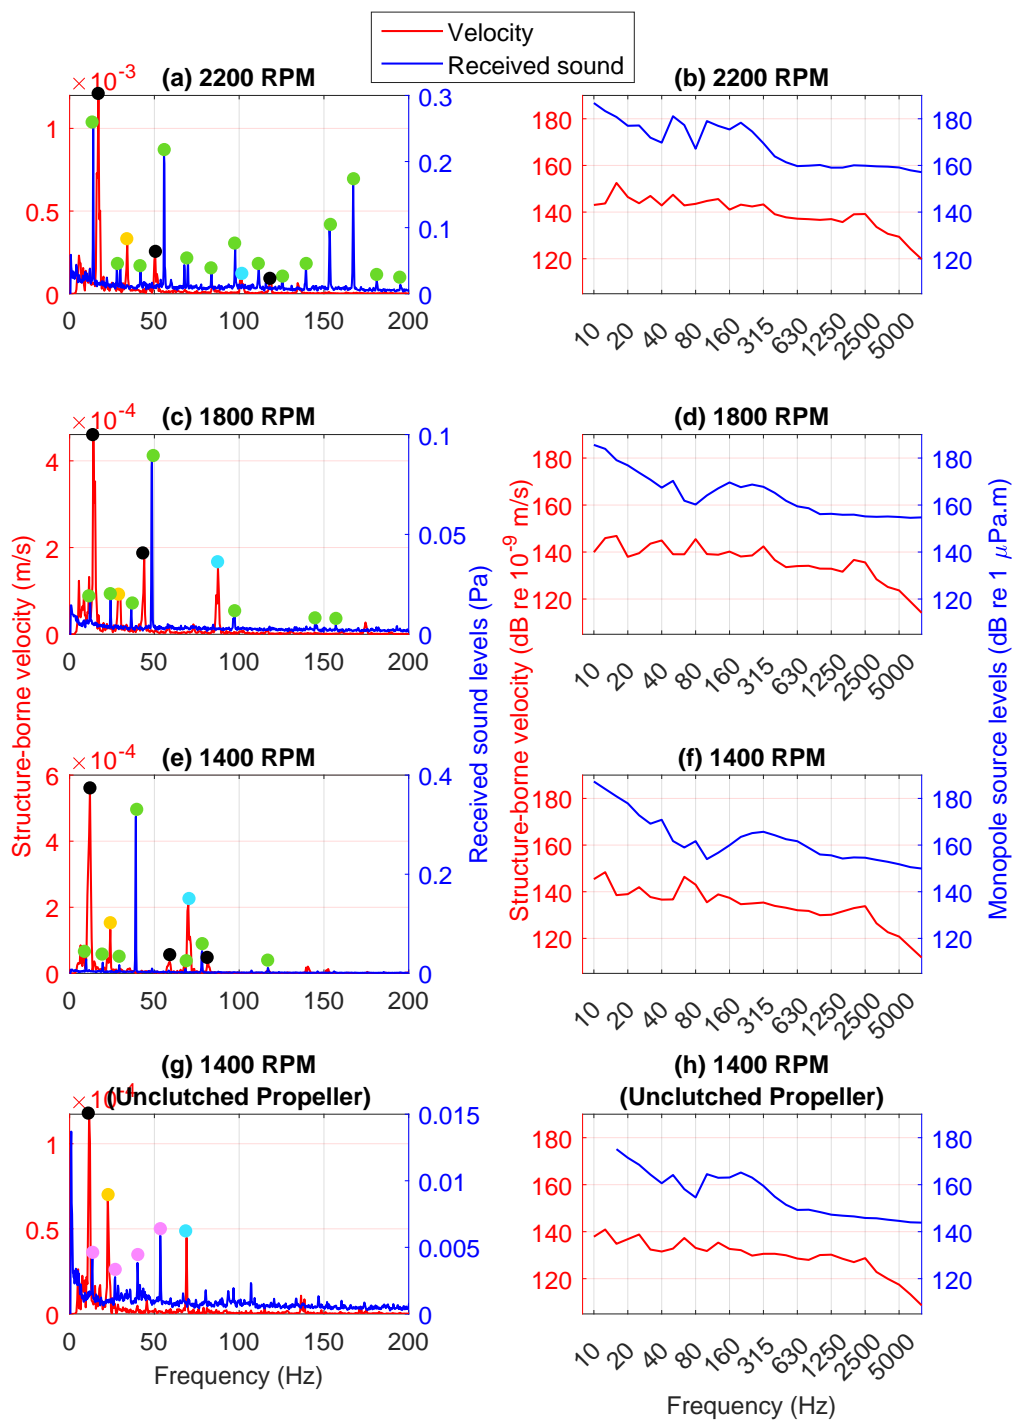 Velocity
Received sound
(a) 2200 RPM
(b) 2200 RPM
×10-3
1
0.5
0
0.3
0.2
0.1
0
0 50 100 150 200
180
160
140
120
180
160
140
120
10 20 40 80 160 315 630 1250 2500 5000
(c) 1800 RPM
(d) 1800 RPM
×10-4
4
2
0
0.1
0.05
0
0 50 100 150 200
180
160
140
120
180
160
140
120
10 20 40 80 160 315 630 1250 2500 5000
Structure-borne velocity (m/s)
Received sound levels (Pa)
Structure-borne velocity (dB re 10-9 m/s)
Monopole source levels (dB re 1 μPa.m)
(e) 1400 RPM
(f) 1400 RPM
×10-4
6
4
2
0
0.4
0.2
0
0 50 100 150 200
180
160
140
120
180
160
140
120
10 20 40 80 160 315 630 1250 2500 5000
(g) 1400 RPM
(Unclutched Propeller)
(h) 1400 RPM
(Unclutched Propeller)
×10-4
1
0.5
0
0.015
0.01
0.005
0
0 50 100 150 200
Frequency (Hz)
180
160
140
120
180
160
140
120
10 20 40 80 160 315 630 1250 2500 5000
Frequency (Hz)